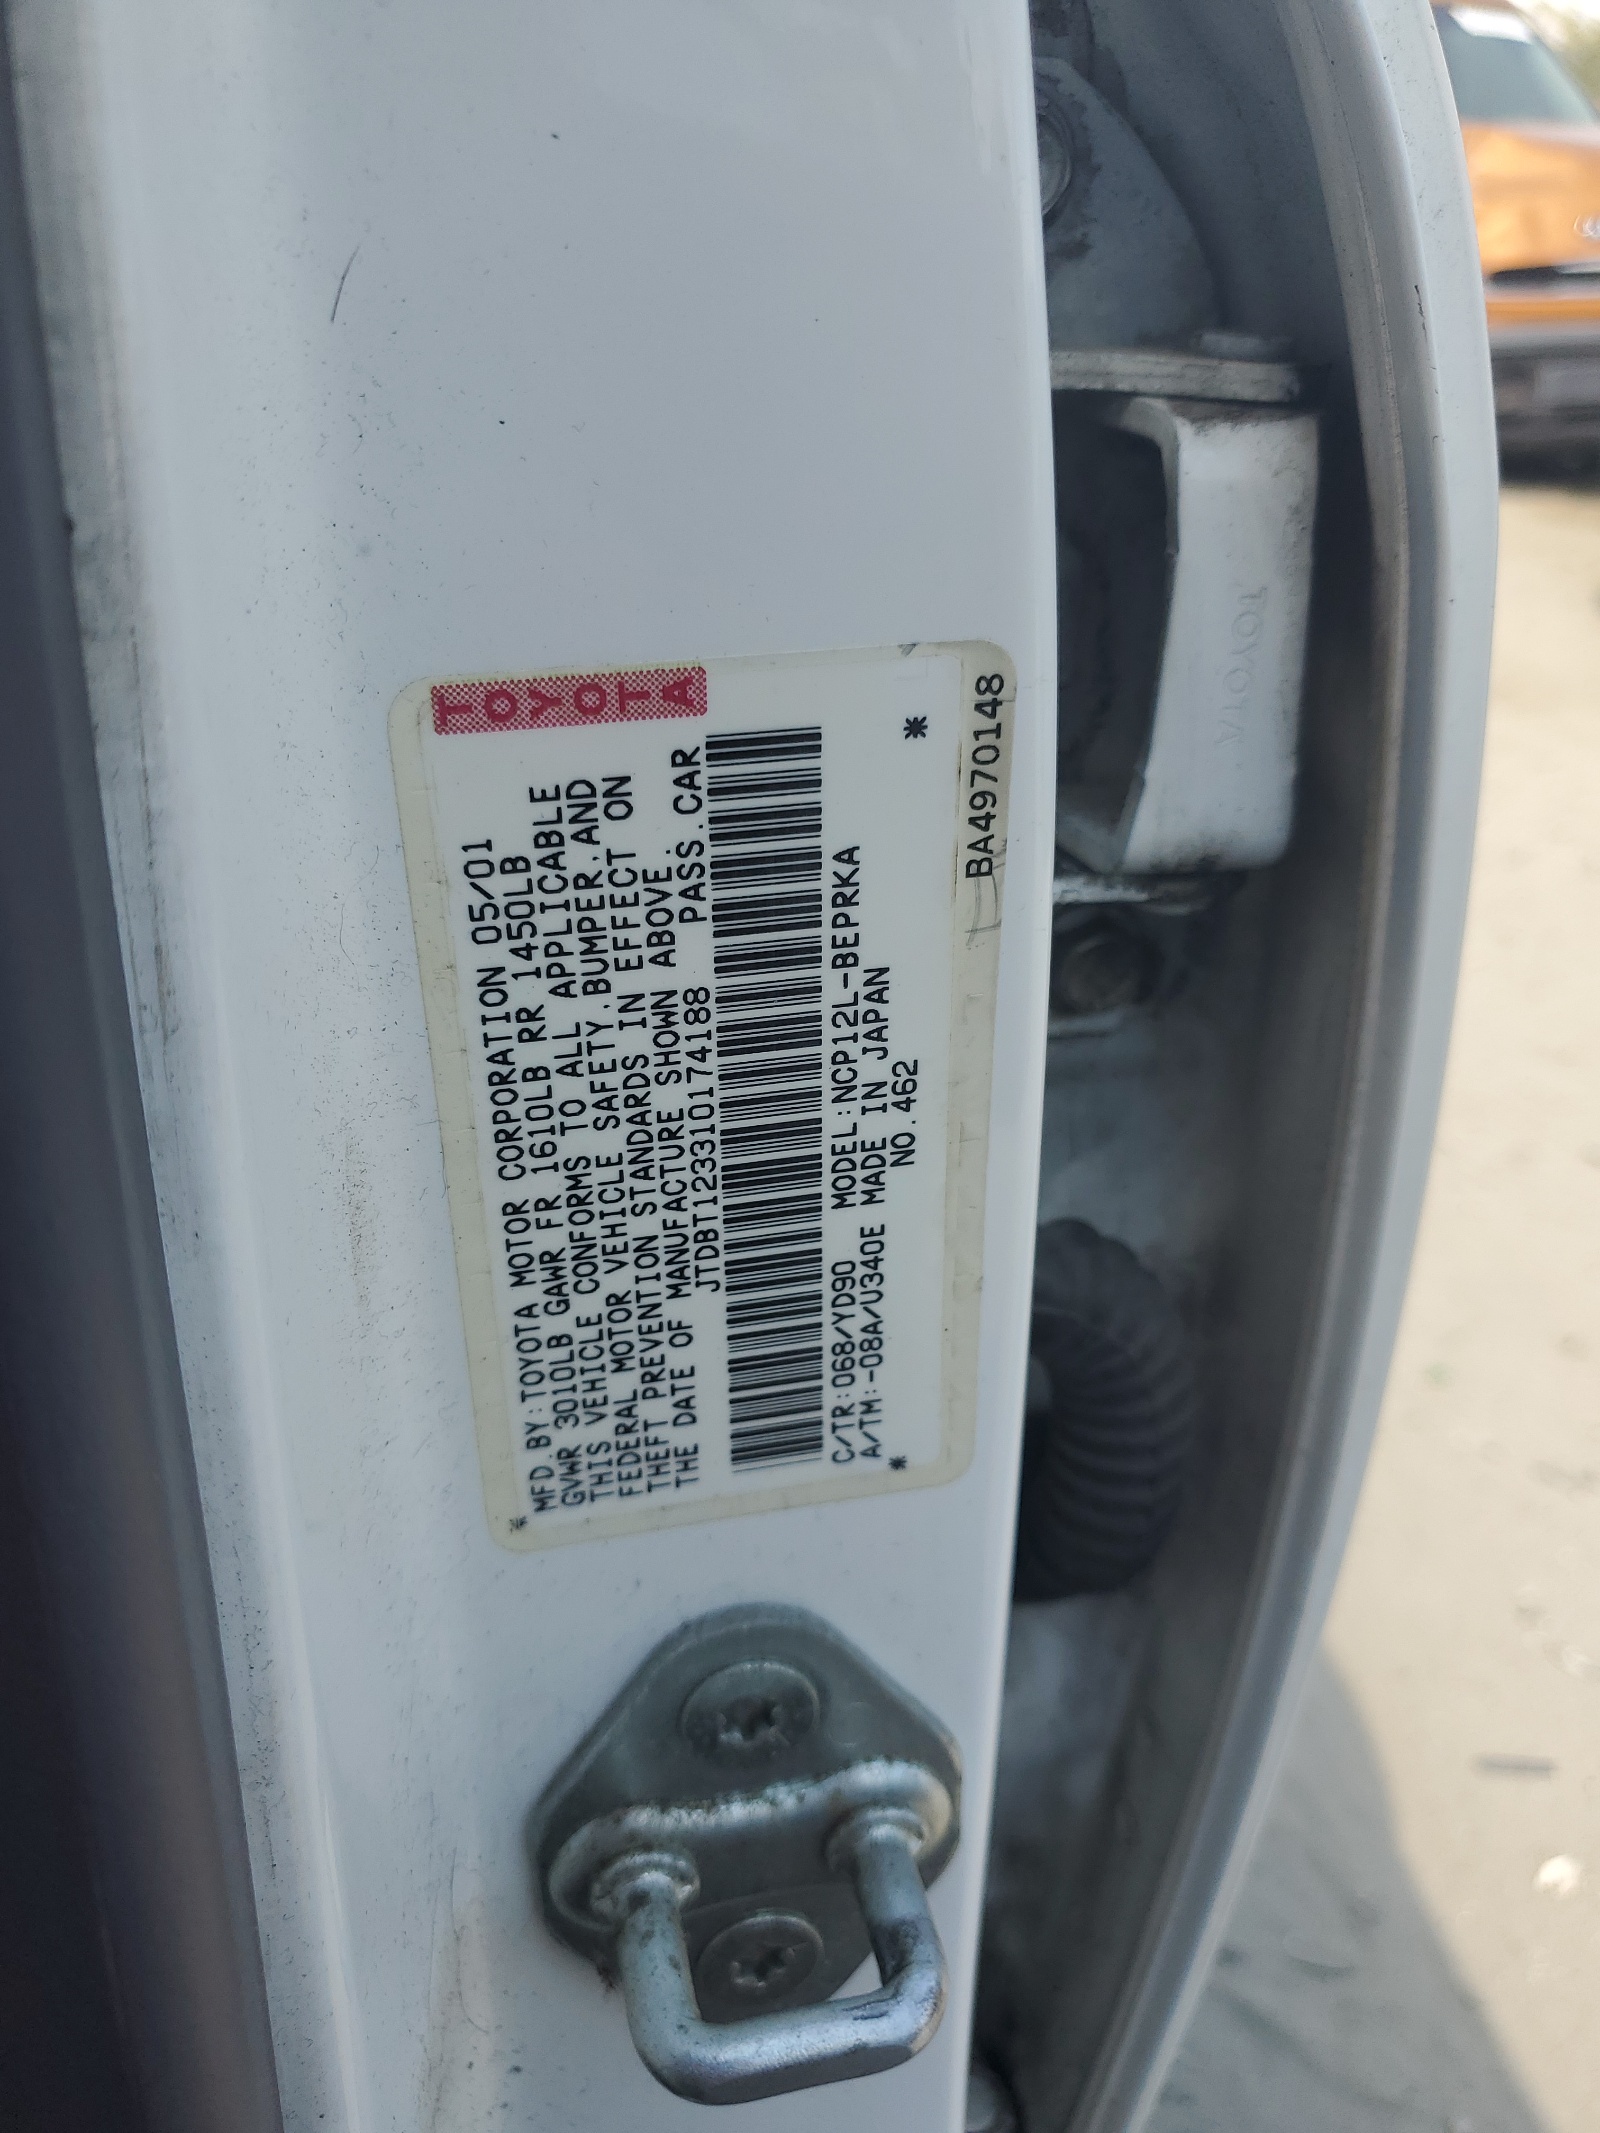 TOYOTA
MFD.BY:TOYOTA MOTOR CORPORATION 05/01
GVWR 3010LB GAWR FR 1610LB RR 1450LB
THIS VEHICLE CONFORMS TO ALL APPLICABLE
FEDERAL MOTOR VEHICLE SAFETY,BUMPER,AND
THEFT PREVENTION STANDARDS IN EFFECT ON
THE DATE OF MANUFACTURE SHOWN ABOVE.
JTDBT123310174188 PASS.CAR
C/TR:068/YD90 MODEL:NCP12L-BEPRKA
A/TM:-08A/U340E MADE IN JAPAN
NO.462
BA4970148
TOYOTA